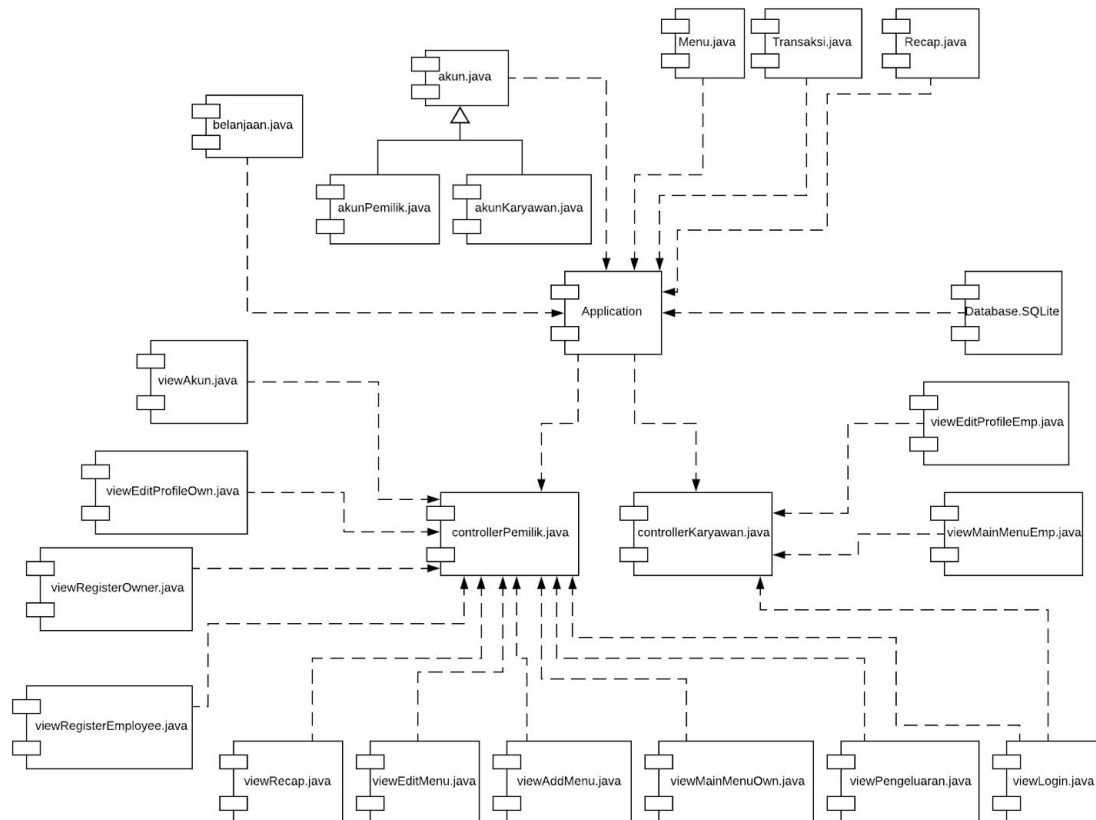 Menu.java
Transaksi.java
Recap.java
akun.java
belanjaan.java
akunPemilik.java
akunKaryawan.java
Application
Database.SQLite
viewAkun.java
viewEditProfileEmp.java
viewEditProfileOwn.java
controllerPemilik.java
controllerKaryawan.java
viewMainMenuEmp.java
viewRegisterOwner.java
viewRegisterEmployee.java
viewRecap.java
viewEditMenu.java
viewAddMenu.java
viewMainMenuOwn.java
viewPengeluaran.java
viewLogin.java